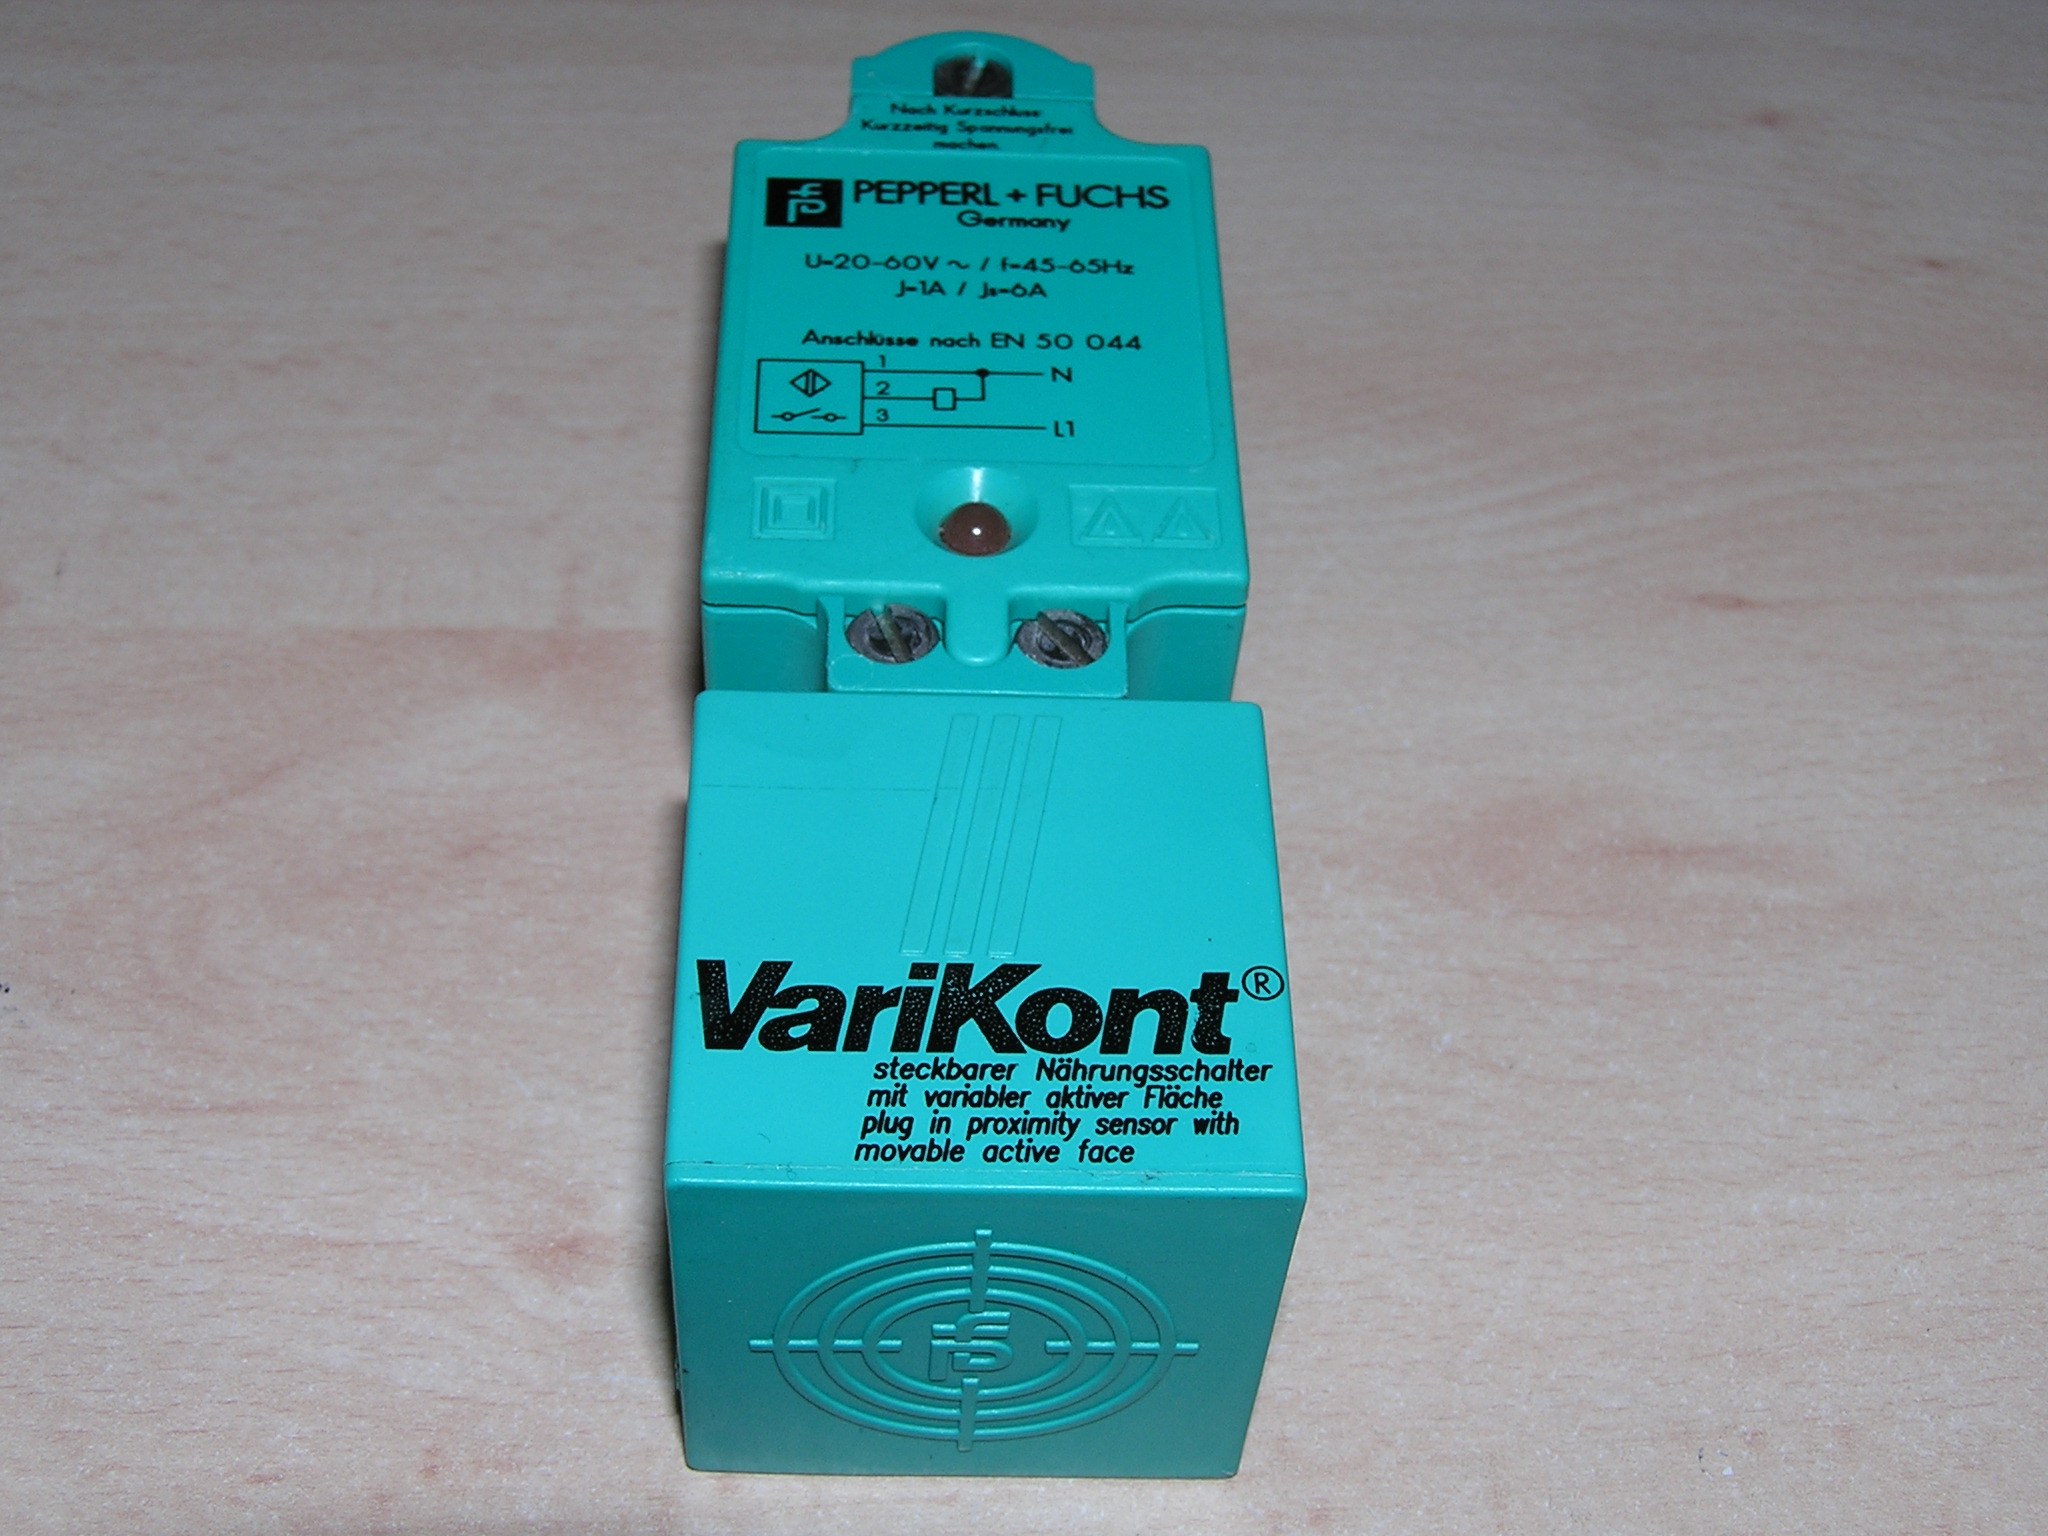 Nach Kurzschluss
Kurzzeitig Spannungsfrei
machen.
PEPPERL + FUCHS
Germany
U=20-60V ~ / f=45-65Hz
J=1A / Js=6A
Anschlüsse nach EN 50 044
1
N
2
3
L1
VariKont®
steckbarer Nährungsschalter
mit variabler aktiver Fläche
plug in proximity sensor with
movable active face